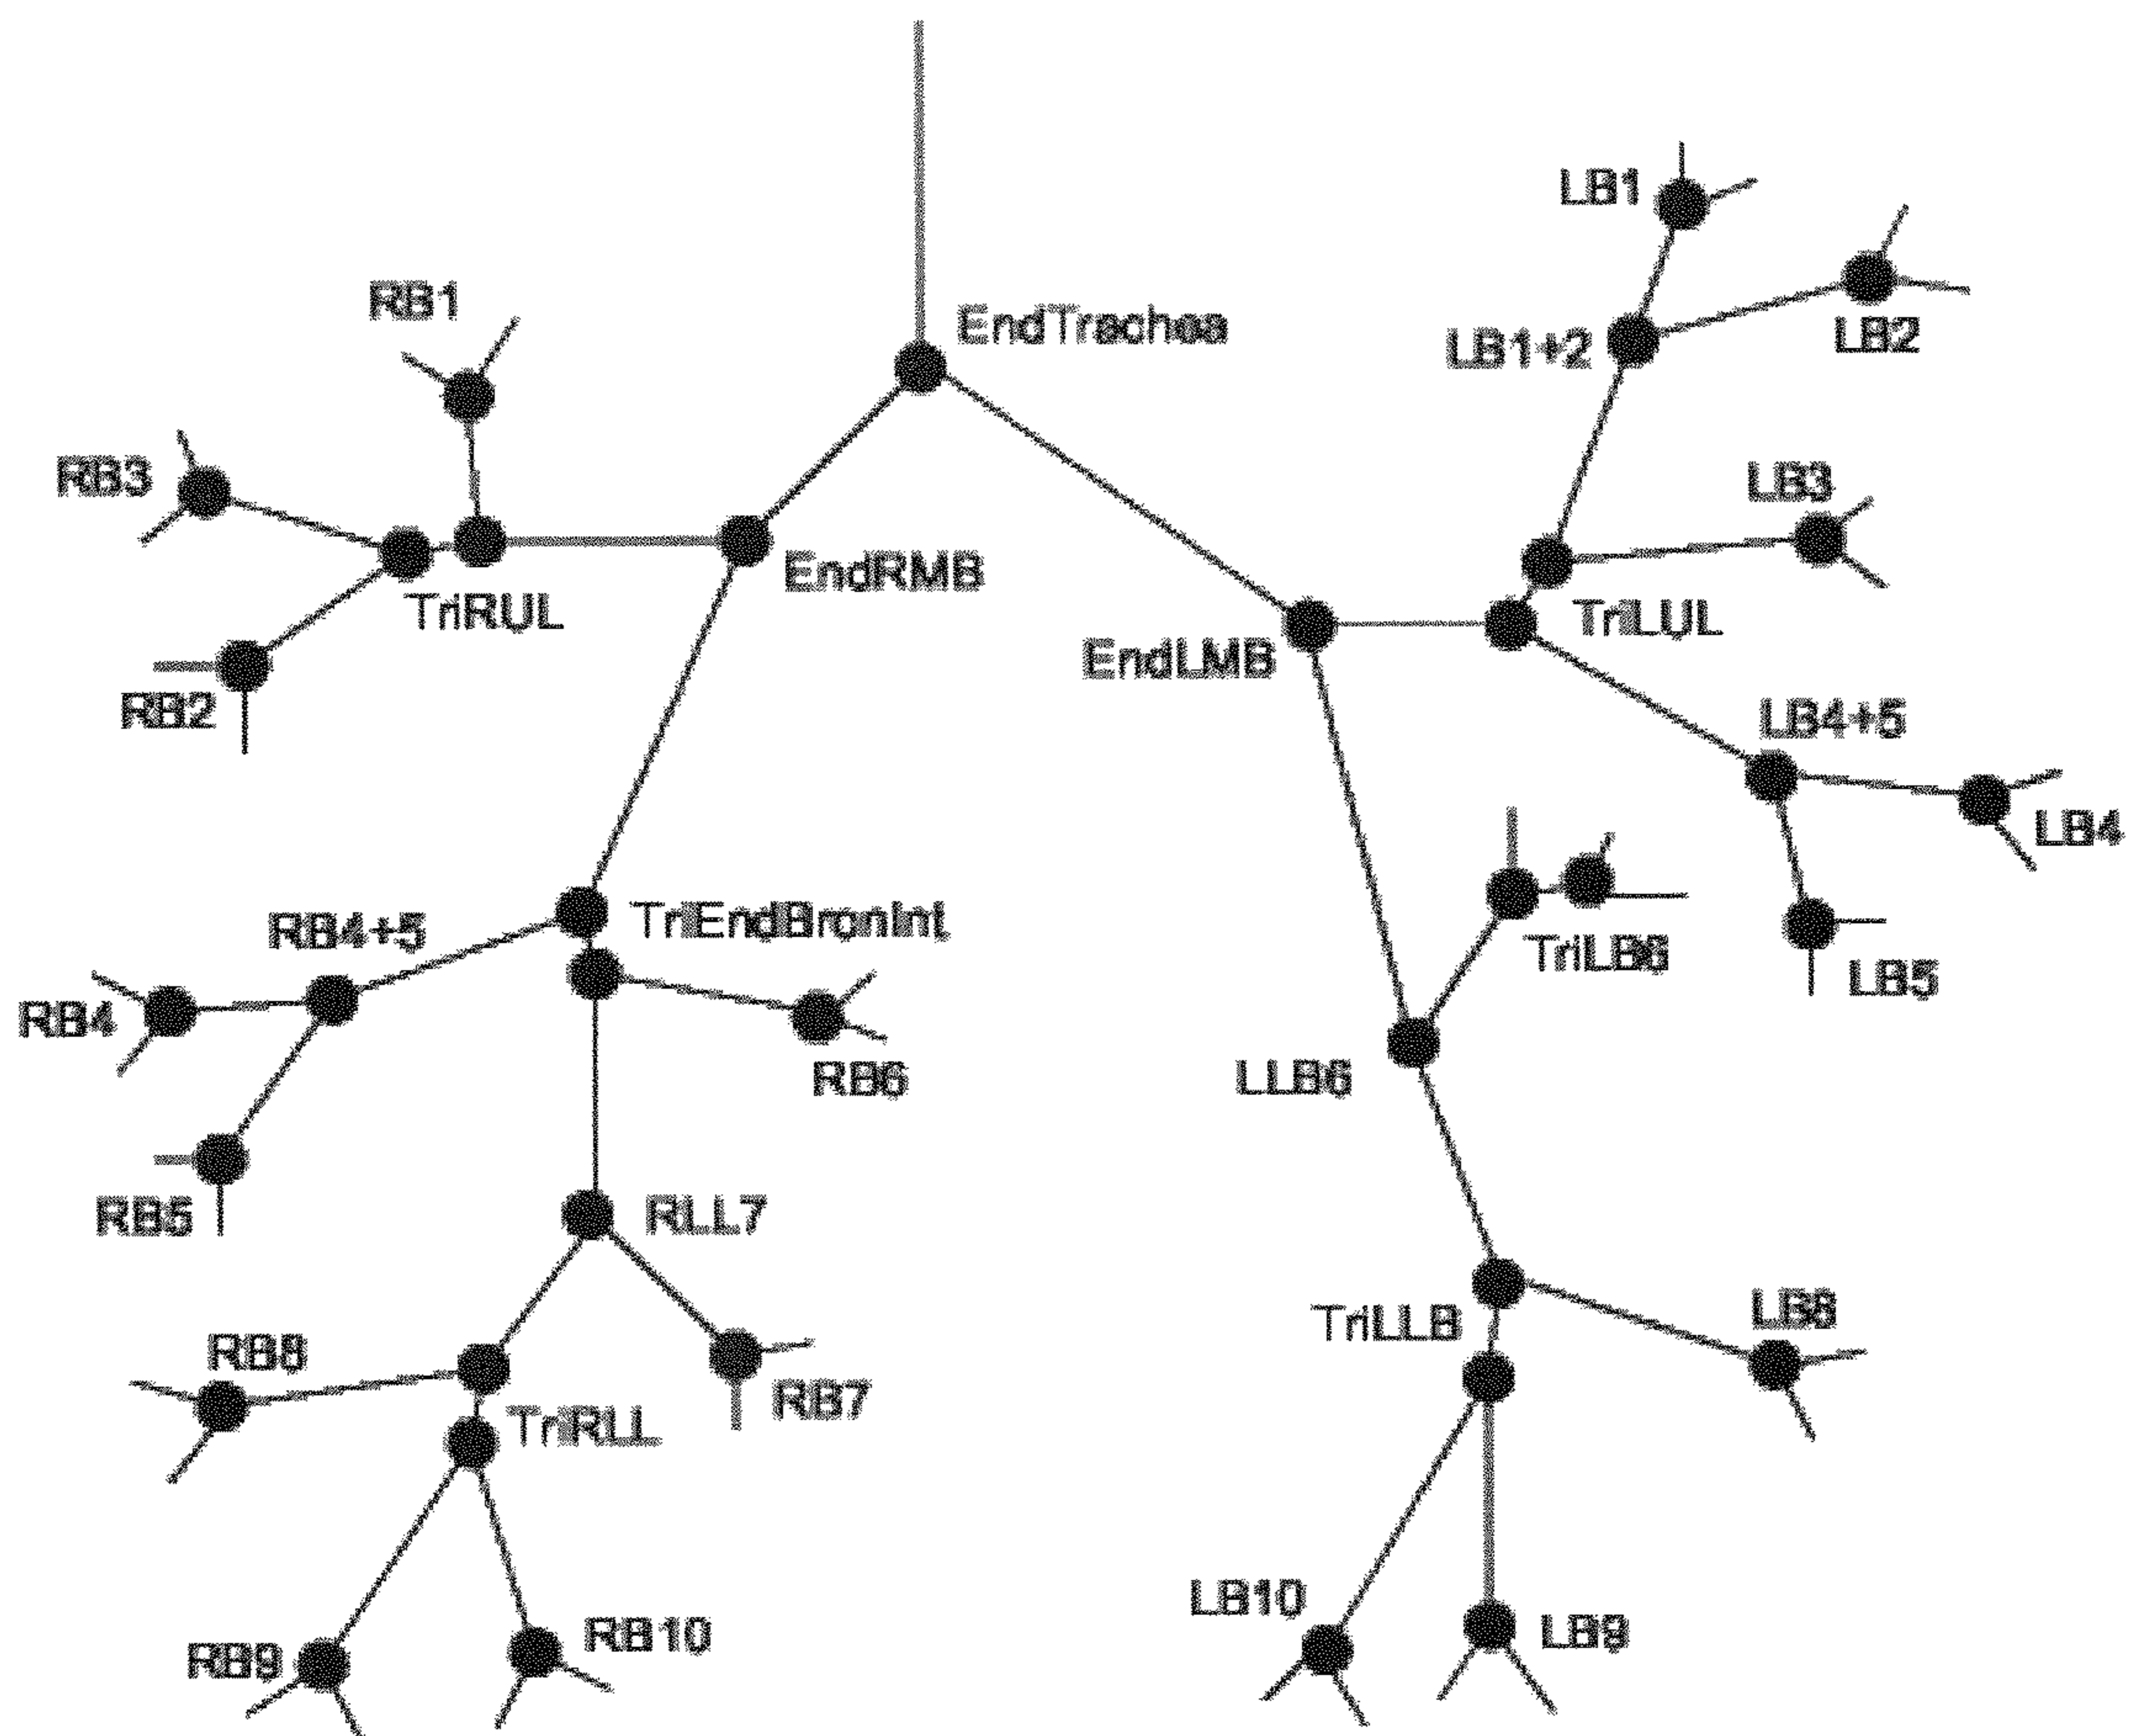 LB1
RB1
EndTrachea
LB1+2
LB2
RB3
LB3
EndRMB
TriRUL
TriLUL
EndLMB
RB2
LB4+5
LB4
RB4+5
TriEndBronInt
TriLB6
LB5
RB4
RB6
LLB6
RB5
RLL7
LB8
TriLLB
RB8
RB7
TriRLL
LB10
RB10
LB9
RB9